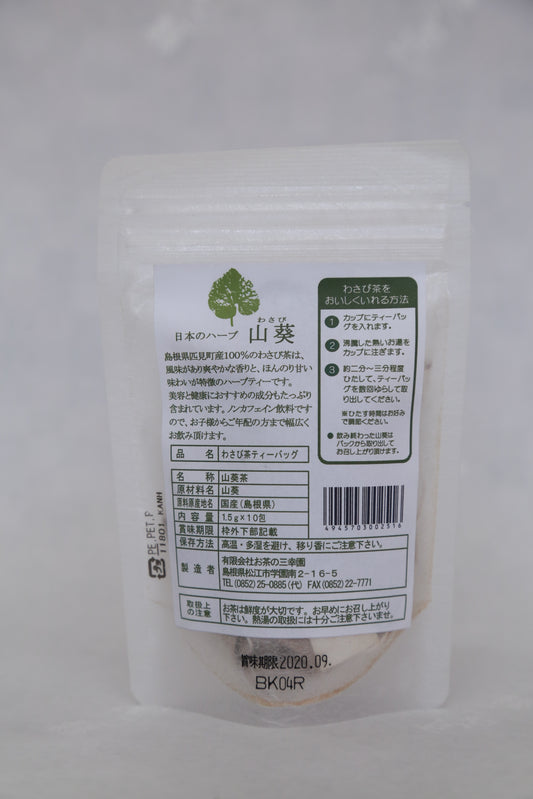 わさび
日本のハーブ 山葵
島根県匹見町産100%のわさび茶は、
風味があり爽やかな香りと、ほんのり甘い
味わいが特徴のハーブティーです。
美容と健康におすすめの成分もたっぷり
含まれています。ノンカフェイン飲料です
ので、お子様からご年配の方まで幅広く
お飲み頂けます。
わさび茶を
おいしくいれる方法
1 カップにティーバッ
グを入れます。
2 沸騰した熱いお湯を
カップに注ぎます。
3 約二分〜三分程度
ひたして、ティーバッ
グを数回ゆらして取
り出してください。
※ひたす時間はお好み
で調節ください。
● 飲み終わった山葵は
パックから取り出して
お召し上がり頂けます。
品名 わさび茶ティーバッグ
名称 山葵茶
原材料名 山葵
原料原産地名 国産(島根県)
内容量 1.5g×10包
賞味期限 枠外下部記載
保存方法 高温・多湿を避け、移り香にご注意下さい。
製造者 有限会社お茶の三幸園
島根県松江市学園南2-16-5
TEL(0852)25-0885(代) FAX(0852)22-7771
取扱上
の注意
お茶は鮮度が大切です。お早めにお召し上がり
下さい。熱湯の取扱には十分ご注意下さいませ。
4945703002516
PE,PET,P
11801 KANH
プラ
賞味期限2020.09.
BK04R